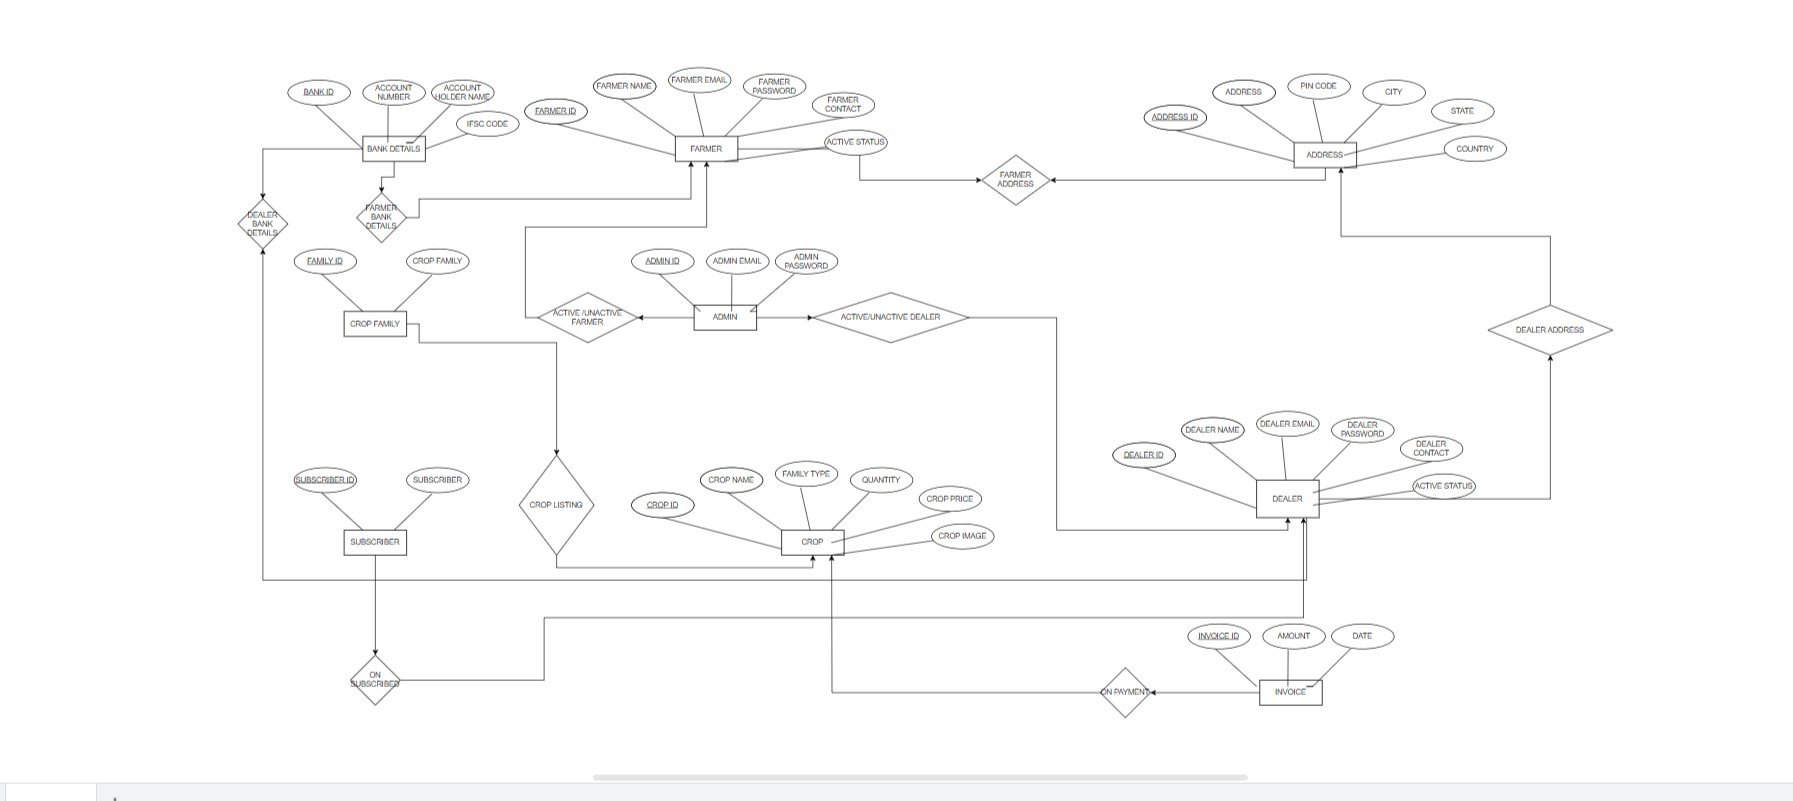 BANK ID
ACCOUNT
NUMBER
ACCOUNT
HOLDER NAME
IFSC CODE
BANK DETAILS
FARMER ID
FARMER NAME
FARMER EMAIL
FARMER
PASSWORD
FARMER
CONTACT
ACTIVE STATUS
FARMER
FARMER
ADDRESS
ADDRESS ID
ADDRESS
PIN CODE
CITY
STATE
COUNTRY
ADDRESS
DEALER
BANK
DETAILS
FARMER
BANK
DETAILS
FAMILY ID
CROP FAMILY
CROP FAMILY
ADMIN ID
ADMIN EMAIL
ADMIN
PASSWORD
ADMIN
ACTIVE /UNACTIVE
FARMER
ACTIVE/UNACTIVE DEALER
DEALER ADDRESS
SUBSCRIBER ID
SUBSCRIBER
SUBSCRIBER
CROP LISTING
CROP ID
CROP NAME
FAMILY TYPE
QUANTITY
CROP PRICE
CROP IMAGE
CROP
DEALER ID
DEALER NAME
DEALER EMAIL
DEALER
PASSWORD
DEALER
CONTACT
ACTIVE STATUS
DEALER
ON
SUBSCRIBED
ON PAYMENT
INVOICE ID
AMOUNT
DATE
INVOICE